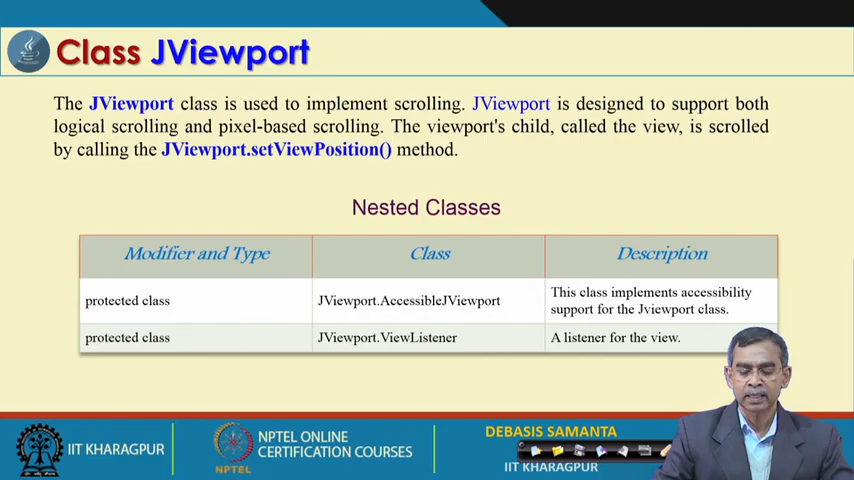 Class JViewport
The JViewport class is used to implement scrolling. JViewport is designed to support both
logical scrolling and pixel-based scrolling. The viewport's child, called the view, is scrolled
by calling the JViewport.setViewPosition() method.
Nested Classes
Modifier and Type Class Description
protected class JViewport.AccessibleJViewport This class implements accessibility
support for the Jviewport class.
protected class JViewport.ViewListener A listener for the view.
IIT KHARAGPUR
NPTEL
NPTEL ONLINE
CERTIFICATION COURSES
DEBASIS SAMANTA
IIT KHARAGPUR